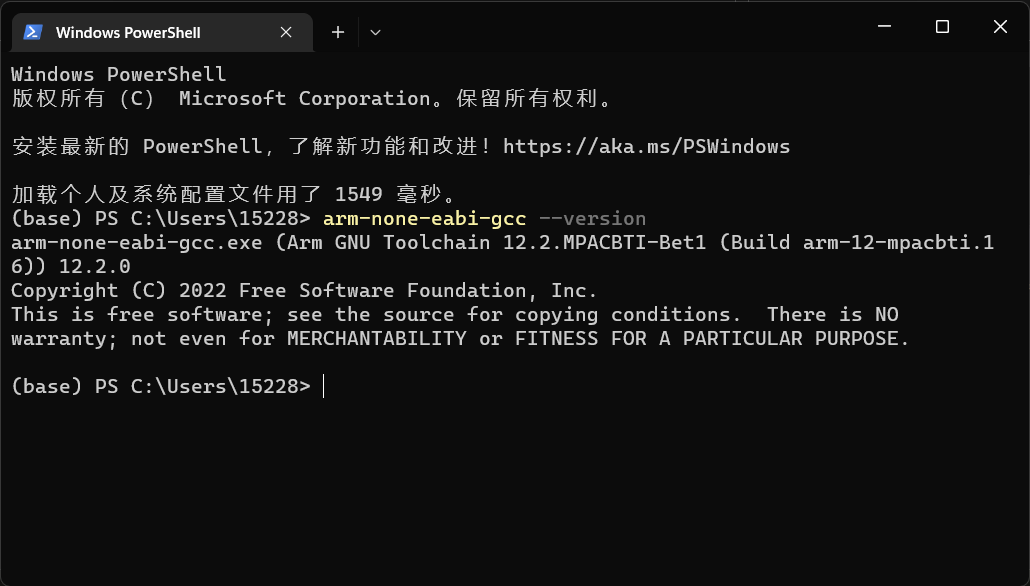 Windows PowerShell
Windows PowerShell
版权所有 (C) Microsoft Corporation。保留所有权利。
安装最新的 PowerShell，了解新功能和改进！https://aka.ms/PSWindows
加载个人及系统配置文件用了 1549 毫秒。
(base) PS C:\Users\15228> arm-none-eabi-gcc --version
arm-none-eabi-gcc.exe (Arm GNU Toolchain 12.2.MPACBTI-Bet1 (Build arm-12-mpacbti.1
6)) 12.2.0
Copyright (C) 2022 Free Software Foundation, Inc.
This is free software; see the source for copying conditions.  There is NO
warranty; not even for MERCHANTABILITY or FITNESS FOR A PARTICULAR PURPOSE.
(base) PS C:\Users\15228>